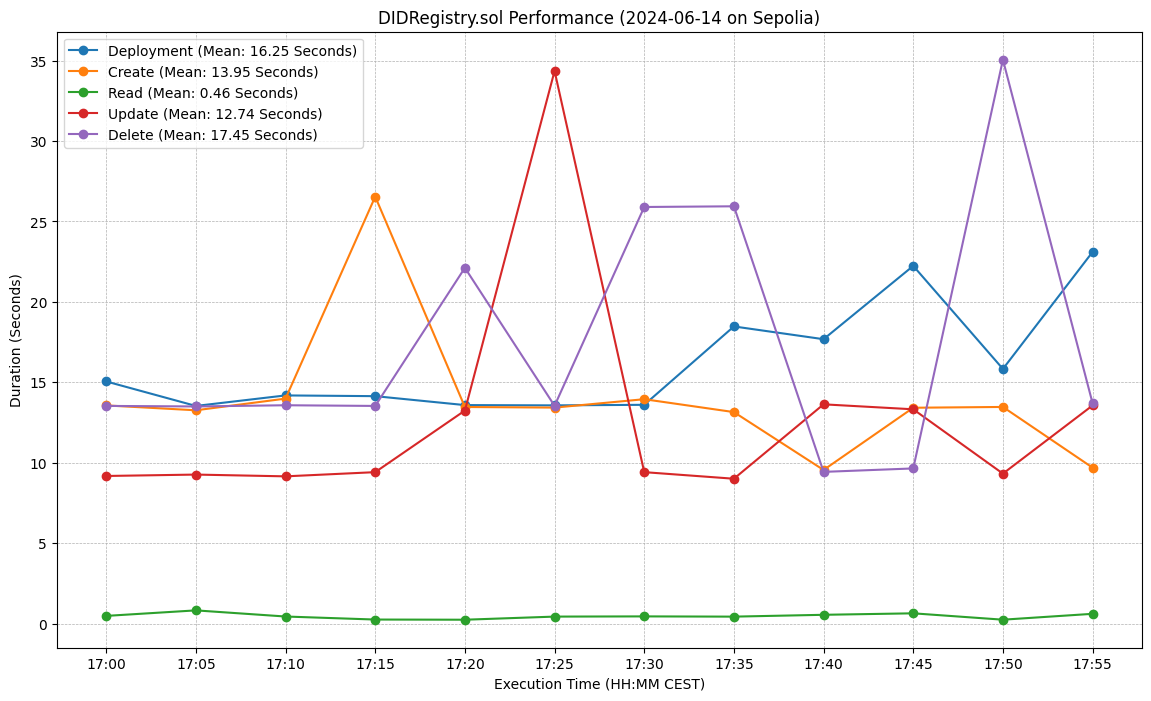 DIDRegistry.sol Performance (2024-06-14 on Sepolia)
Deployment (Mean: 16.25 Seconds)
Create (Mean: 13.95 Seconds)
Read (Mean: 0.46 Seconds)
Update (Mean: 12.74 Seconds)
Delete (Mean: 17.45 Seconds)
Duration (Seconds)
35
30
25
20
15
10
5
0
17:00 17:05 17:10 17:15 17:20 17:25 17:30 17:35 17:40 17:45 17:50 17:55
Execution Time (HH:MM CEST)